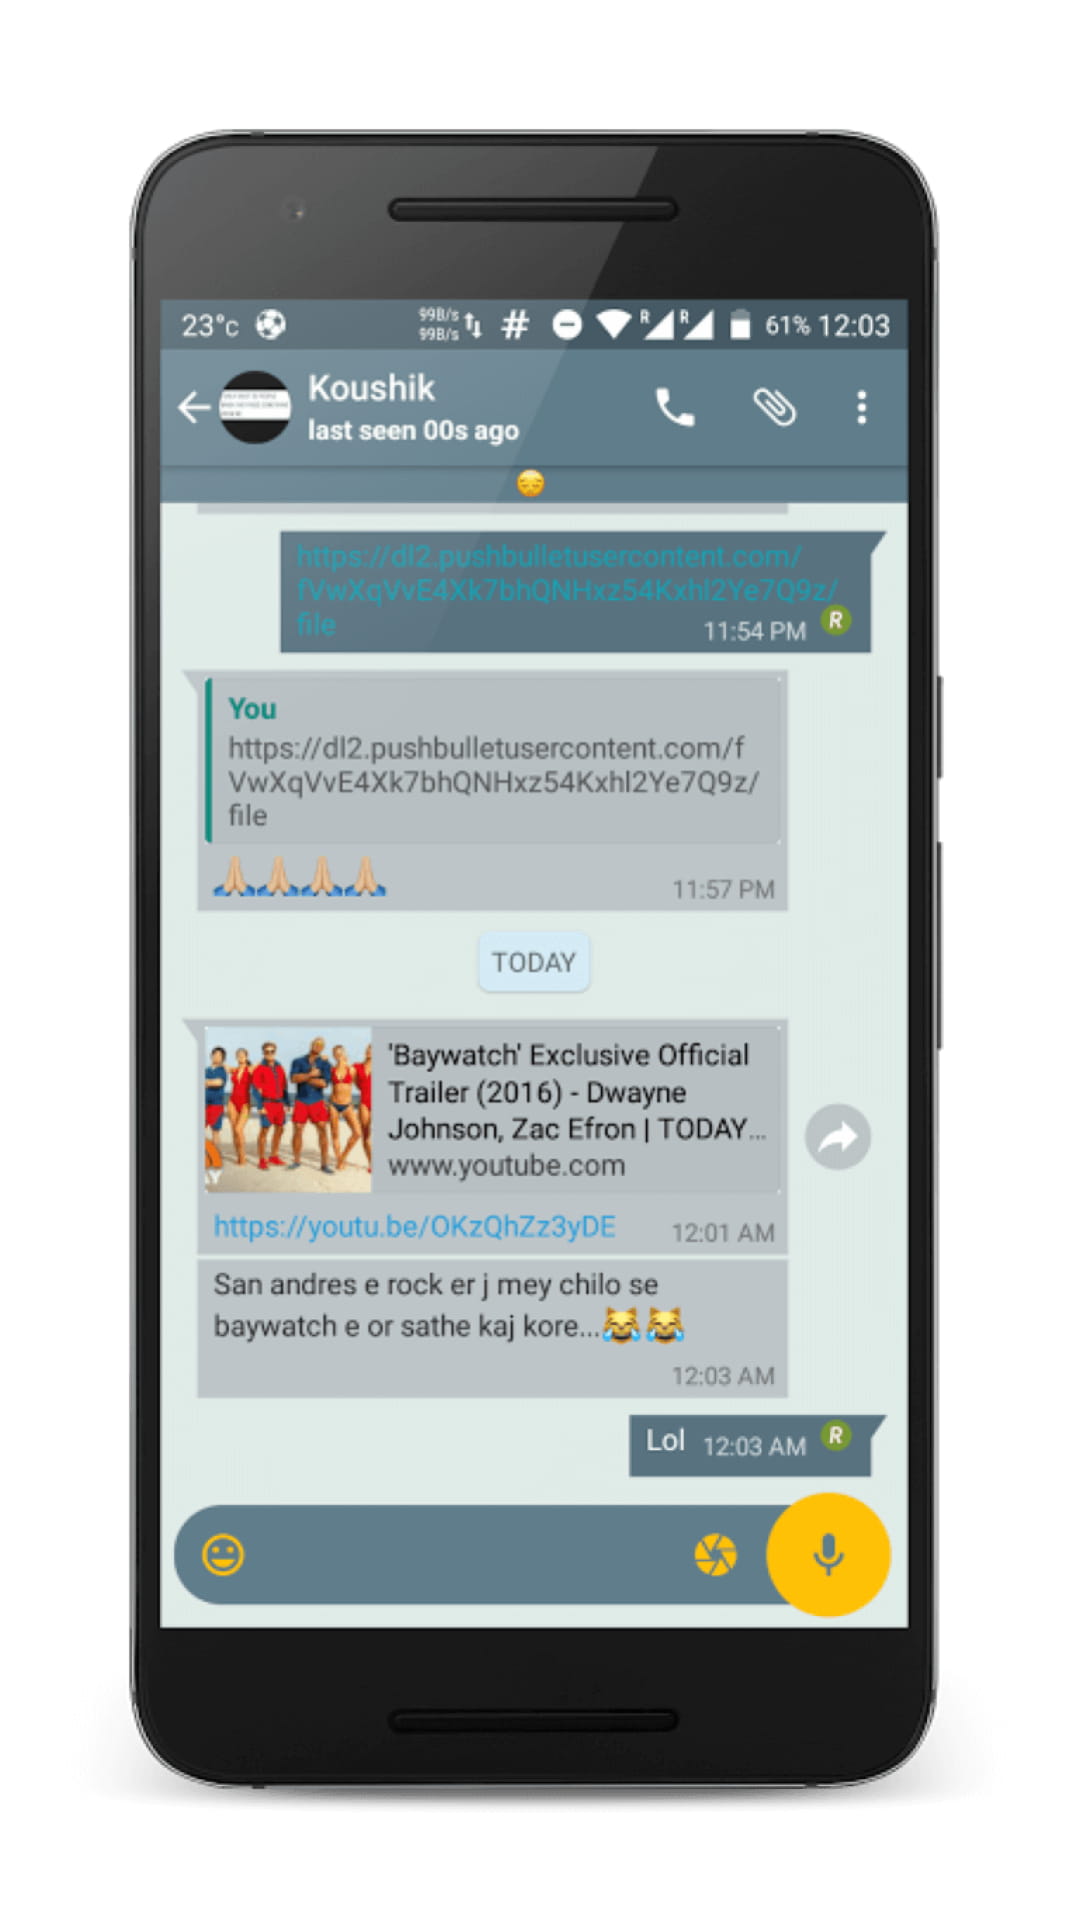 23°c 99B/s 61% 12:03
99B/s
Koushik
last seen 00s ago
https://dl2.pushbulletusercontent.com/
fVwXqVvE4Xk7bhQNHxz54Kxhl2Ye7Q9z/
file
11:54 PM R
You
https://dl2.pushbulletusercontent.com/f
VwXqVvE4Xk7bhQNHxz54Kxhl2Ye7Q9z/
file
🙏🏼🙏🏼🙏🏼🙏🏼 11:57 PM
TODAY
'Baywatch' Exclusive Official
Trailer (2016) - Dwayne
Johnson, Zac Efron | TODAY...
www.youtube.com
https://youtu.be/OKzQhZz3yDE 12:01 AM
San andres e rock er j mey chilo se
baywatch e or sathe kaj kore...😹😹
12:03 AM
Lol 12:03 AM R